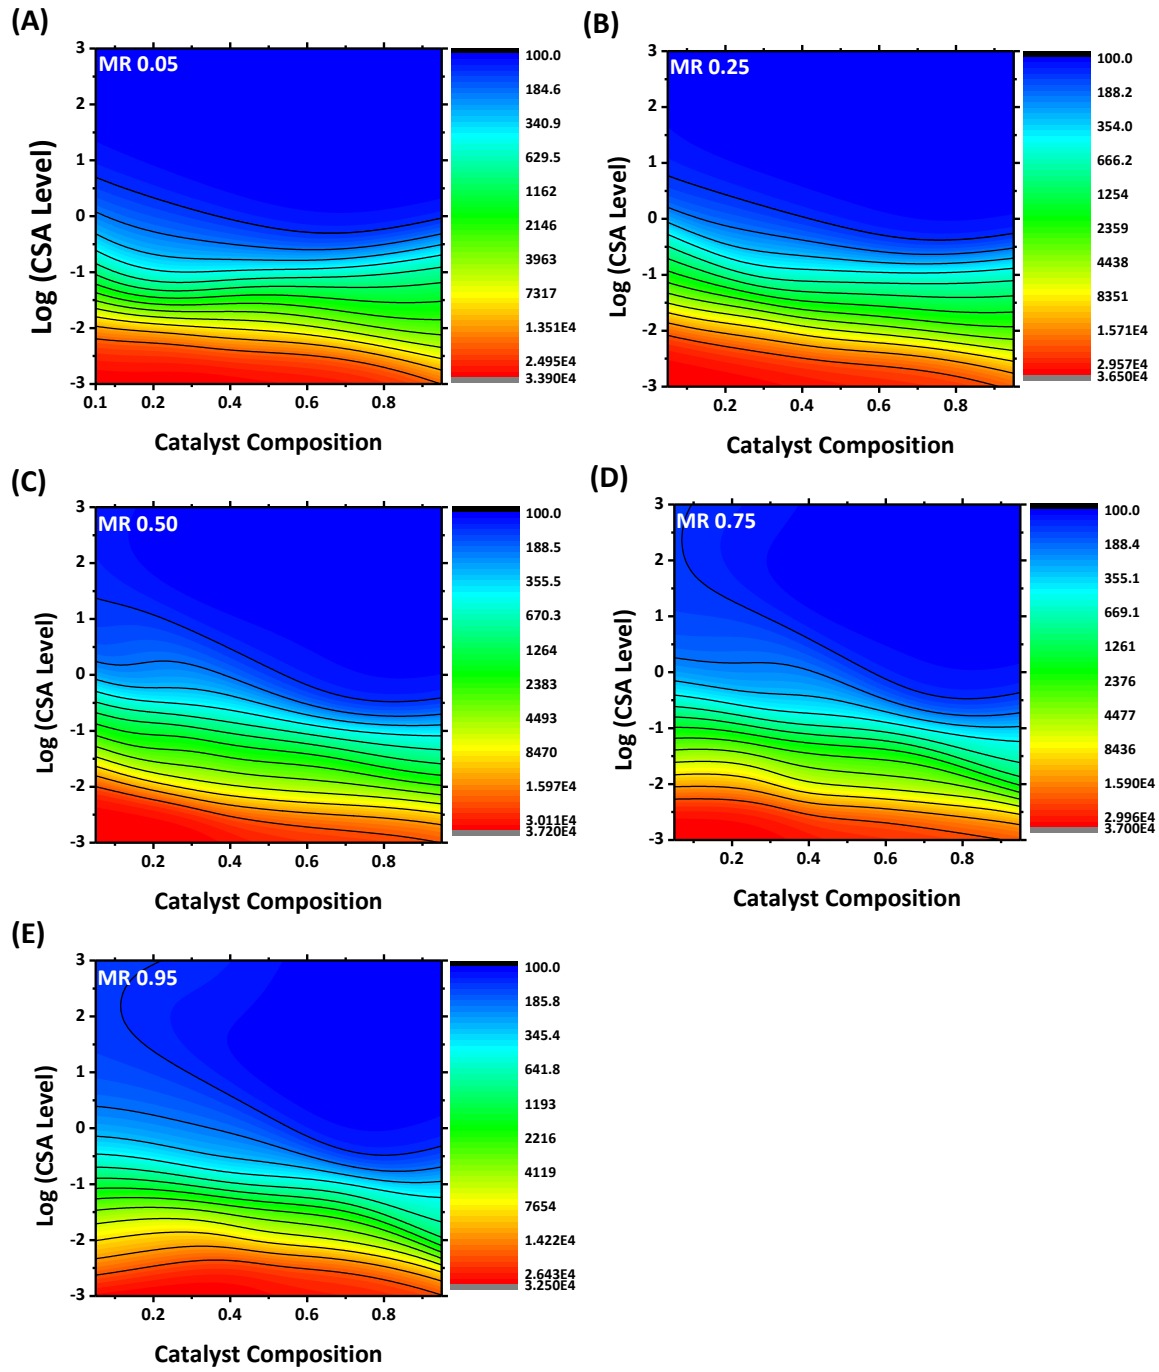 (A)
MR 0.05
Log (CSA Level)
3
2
1
0
-1
-2
-3
0.1
0.2
0.4
0.6
0.8
Catalyst Composition
100.0
184.6
340.9
629.5
1162
2146
3963
7317
1.351E4
2.495E4
3.390E4
(B)
MR 0.25
Log (CSA Level)
3
2
1
0
-1
-2
-3
0.2
0.4
0.6
0.8
Catalyst Composition
100.0
188.2
354.0
666.2
1254
2359
4438
8351
1.571E4
2.957E4
3.650E4
(C)
MR 0.50
Log (CSA Level)
3
2
1
0
-1
-2
-3
0.2
0.4
0.6
0.8
Catalyst Composition
100.0
188.5
355.5
670.3
1264
2383
4493
8470
1.597E4
3.011E4
3.720E4
(D)
MR 0.75
Log (CSA Level)
3
2
1
0
-1
-2
-3
0.2
0.4
0.6
0.8
Catalyst Composition
100.0
188.4
355.1
669.1
1261
2376
4477
8436
1.590E4
2.996E4
3.700E4
(E)
MR 0.95
Log (CSA Level)
3
2
1
0
-1
-2
-3
0.2
0.4
0.6
0.8
Catalyst Composition
100.0
185.8
345.4
641.8
1193
2216
4119
7654
1.422E4
2.643E4
3.250E4